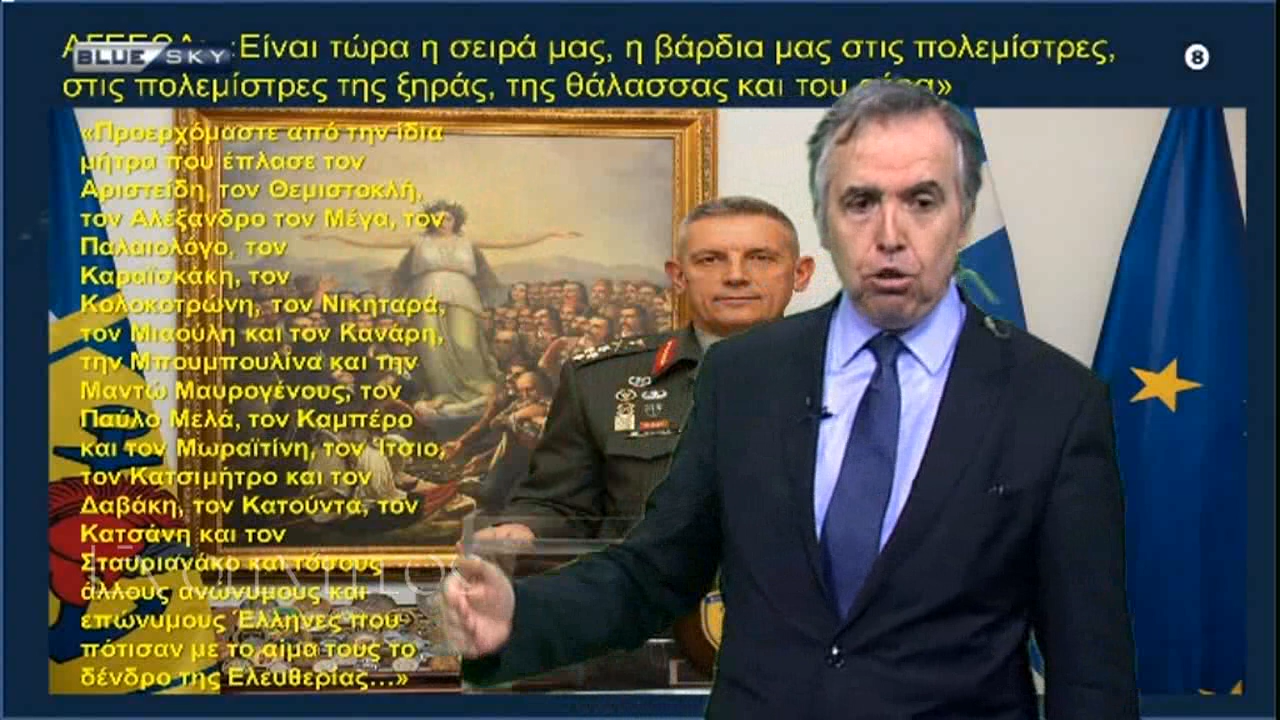 BLUE SKY
«Είναι τώρα η σειρά μας, η βάρδια μας στις πολεμίστρες,
στις πολεμίστρες της ξηράς, της θάλασσας και του
8
«Προερχόμαστε από την ίδια
μήτρα που έπλασε τον
Αριστείδη, τον Θεμιστοκλή,
τον Αλέξανδρο τον Μέγα, τον
Παλαιολόγο, τον
Καραϊσκάκη, τον
Κολοκοτρώνη, τον Νικηταρά,
τον Μιαούλη και τον Κανάρη,
την Μπουμπουλίνα και την
Μαντώ Μαυρογένους, τον
Παύλο Μελά, τον Καμπέρο
και τον Μωραϊτίνη, τον Ίτσιο,
τον Κατσιμήτρο και τον
Δαβάκη, τον Κατούντα, τον
Κατσάνη και τον
Σταυριανάκο και τόσους
άλλους ανώνυμους και
επώνυμους Έλληνες που
πότισαν με το αίμα τους το
δένδρο της Ελευθερίας...»